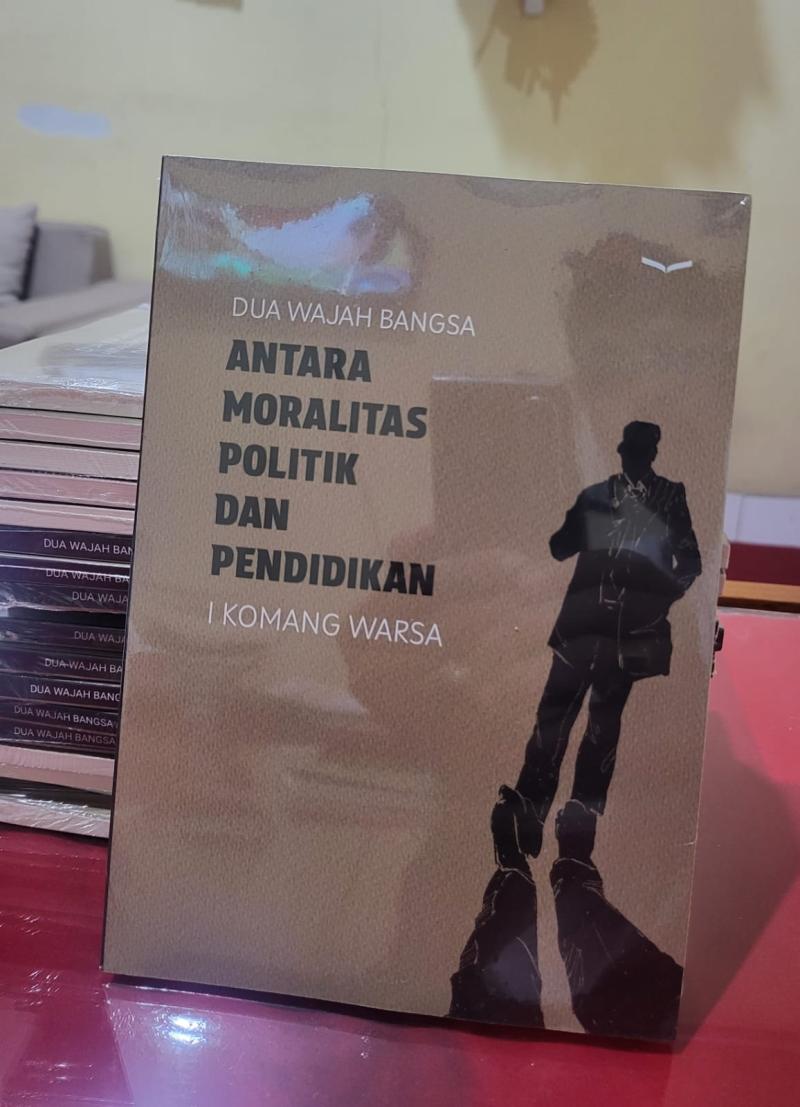 DUA WAJAH BANGSA
ANTARA
MORALITAS
POLITIK
DAN
PENDIDIKAN
I KOMANG WARSA
DUA WAJAH BAN
DUA WAJAH BA
DUA WAJA
DUA WAJA
DUA WAJAH BA
DUA WAJAH BANG
DUA WAJAH BANGSA
DUA WAJAH BANGSA